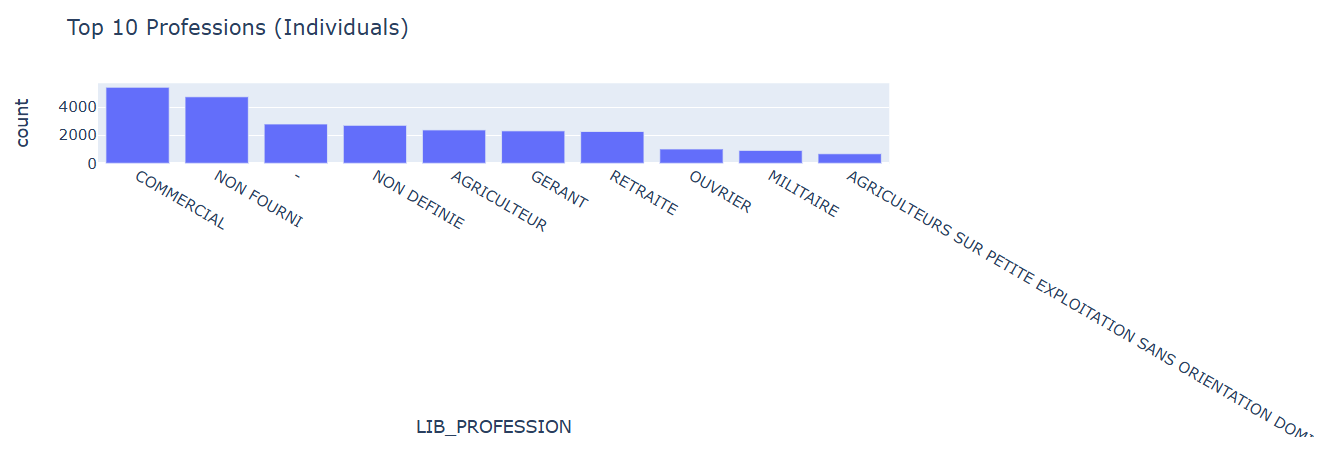 Top 10 Professions (Individuals)
count
4000
2000
0
COMMERCIAL
NON FOURNI
-
NON DEFINIE
AGRICULTEUR
GERANT
RETRAITE
OUVRIER
MILITAIRE
AGRICULTEURS SUR PETITE EXPLOITATION SANS ORIENTATION
LIB_PROFESSION